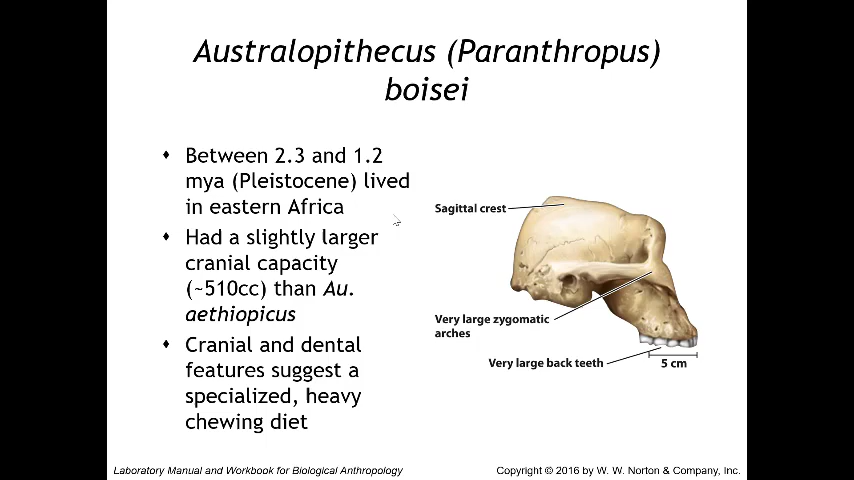 Australopithecus (Paranthropus)
boisei
♦ Between 2.3 and 1.2
mya (Pleistocene) lived
in eastern Africa
♦ Had a slightly larger
cranial capacity
(~510cc) than Au.
aethiopicus
♦ Cranial and dental
features suggest a
specialized, heavy
chewing diet
Sagittal crest
Very large zygomatic
arches
Very large back teeth
5 cm
Laboratory Manual and Workbook for Biological Anthropology
Copyright © 2016 by W. W. Norton & Company, Inc.